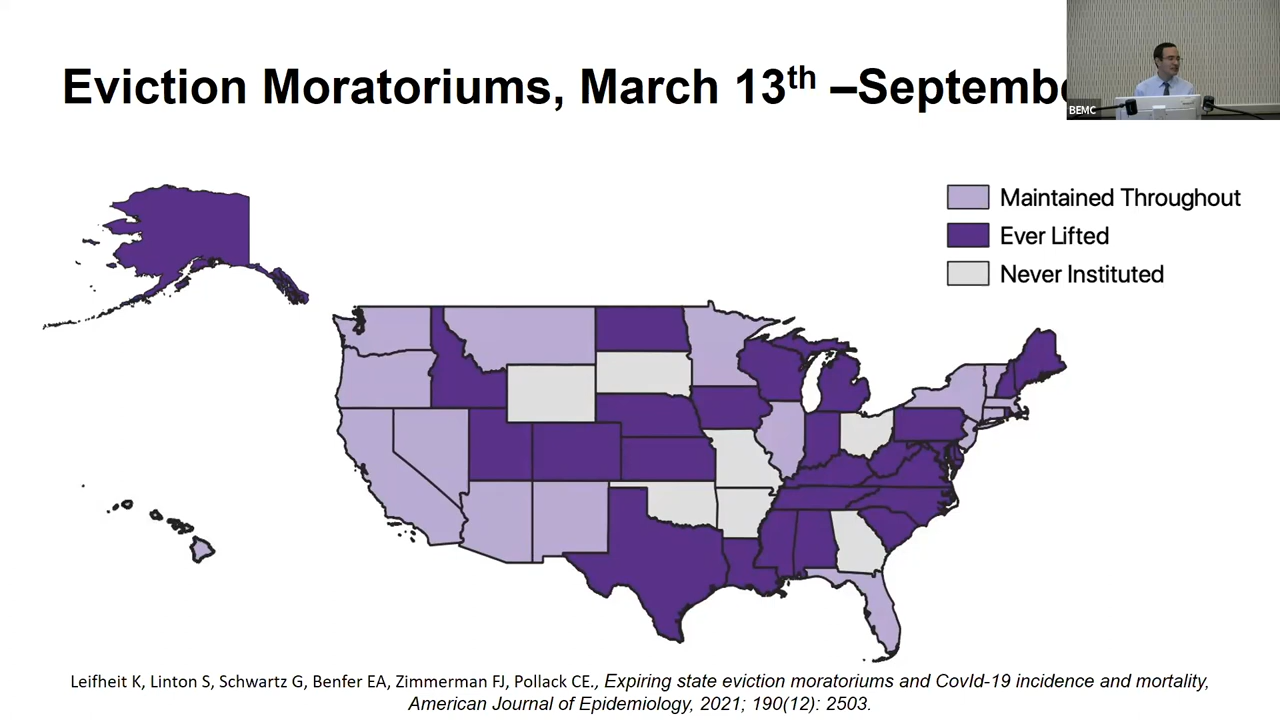 Eviction Moratoriums, March 13th –Septemb
BEMC
Maintained Throughout
Ever Lifted
Never Instituted
Leifheit K, Linton S, Schwartz G, Benfer EA, Zimmerman FJ, Pollack CE., Expiring state eviction moratoriums and CovId-19 incidence and mortality,
American Journal of Epidemiology, 2021; 190(12): 2503.